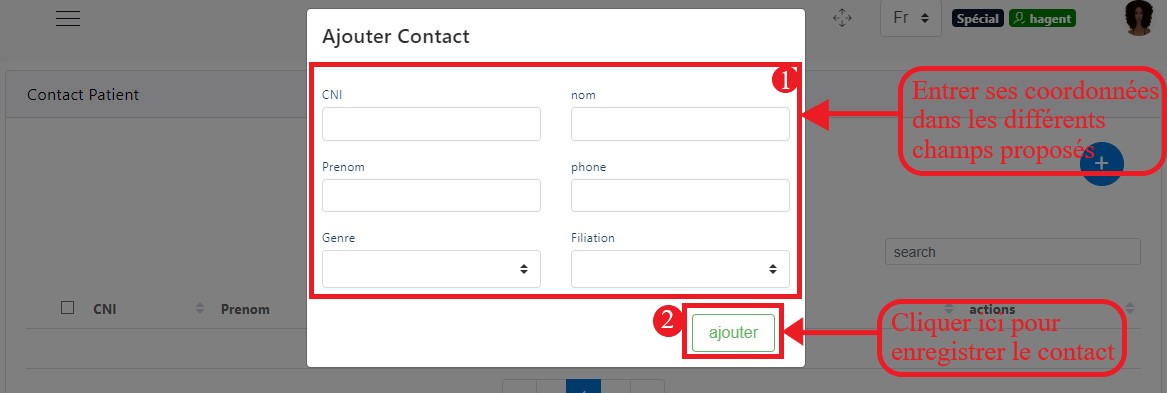 Fr
Spécial
hagent
Ajouter Contact
1
Contact Patient
CNI
nom
Entrer ses coordonnées
dans les différents
champs proposés
+
Prenom
phone
Genre
Filiation
search
CNI
Prenom
actions
2
ajouter
Cliquer ici pour
enregistrer le contact